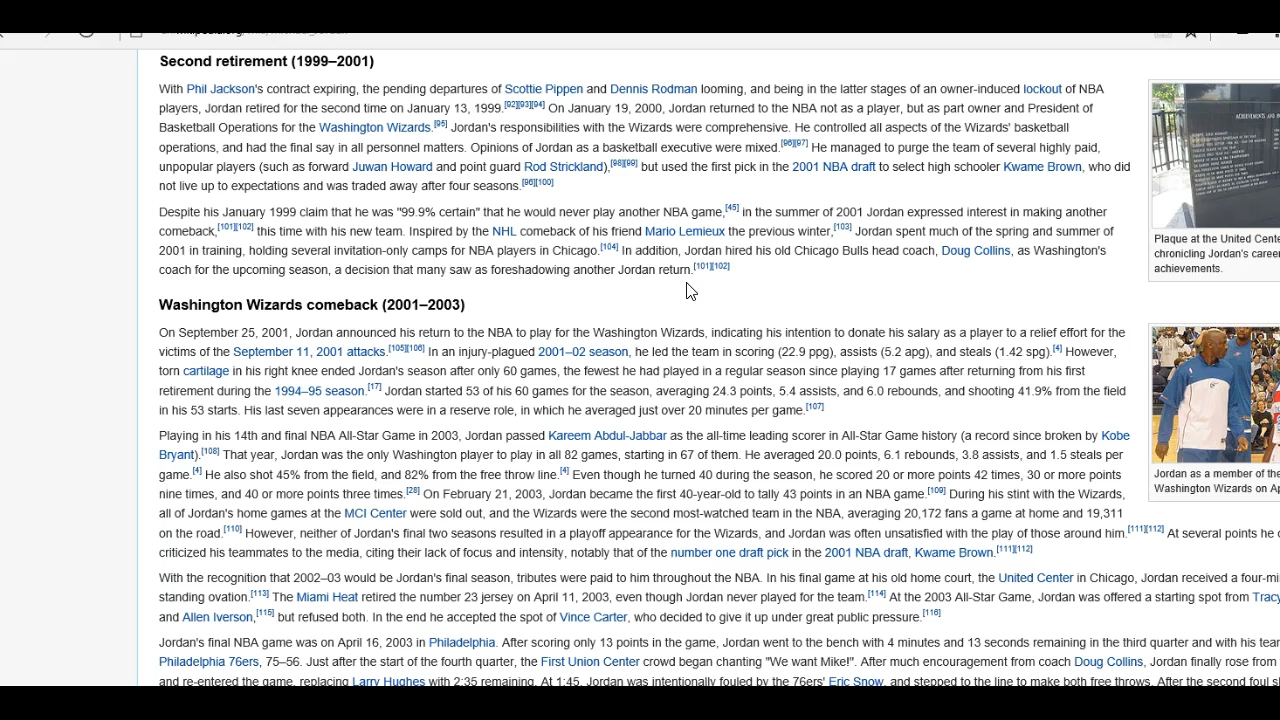 Second retirement (1999–2001)
With Phil Jackson's contract expiring, the pending departures of Scottie Pippen and Dennis Rodman looming, and being in the latter stages of an owner-induced lockout of NBA
players, Jordan retired for the second time on January 13, 1999.[92][93][94] On January 19, 2000, Jordan returned to the NBA not as a player, but as part owner and President of
Basketball Operations for the Washington Wizards.[95] Jordan's responsibilities with the Wizards were comprehensive. He controlled all aspects of the Wizards' basketball
operations, and had the final say in all personnel matters. Opinions of Jordan as a basketball executive were mixed.[96][97] He managed to purge the team of several highly paid,
unpopular players (such as forward Juwan Howard and point guard Rod Strickland),[98][99] but used the first pick in the 2001 NBA draft to select high schooler Kwame Brown, who did
not live up to expectations and was traded away after four seasons.[96][100]
Despite his January 1999 claim that he was "99.9% certain" that he would never play another NBA game,[45] in the summer of 2001 Jordan expressed interest in making another
comeback,[101][102] this time with his new team. Inspired by the NHL comeback of his friend Mario Lemieux the previous winter,[103] Jordan spent much of the spring and summer of
2001 in training, holding several invitation-only camps for NBA players in Chicago.[104] In addition, Jordan hired his old Chicago Bulls head coach, Doug Collins, as Washington's
coach for the upcoming season, a decision that many saw as foreshadowing another Jordan return.[101][102]
Plaque at the United Cente
chronicling Jordan's career
achievements.
Washington Wizards comeback (2001–2003)
On September 25, 2001, Jordan announced his return to the NBA to play for the Washington Wizards, indicating his intention to donate his salary as a player to a relief effort for the
victims of the September 11, 2001 attacks.[105][106] In an injury-plagued 2001–02 season, he led the team in scoring (22.9 ppg), assists (5.2 apg), and steals (1.42 spg).[4] However,
torn cartilage in his right knee ended Jordan's season after only 60 games, the fewest he had played in a regular season since playing 17 games after returning from his first
retirement during the 1994–95 season.[17] Jordan started 53 of his 60 games for the season, averaging 24.3 points, 5.4 assists, and 6.0 rebounds, and shooting 41.9% from the field
in his 53 starts. His last seven appearances were in a reserve role, in which he averaged just over 20 minutes per game.[107]
Playing in his 14th and final NBA All-Star Game in 2003, Jordan passed Kareem Abdul-Jabbar as the all-time leading scorer in All-Star Game history (a record since broken by Kobe
Bryant).[108] That year, Jordan was the only Washington player to play in all 82 games, starting in 67 of them. He averaged 20.0 points, 6.1 rebounds, 3.8 assists, and 1.5 steals per
game.[4] He also shot 45% from the field, and 82% from the free throw line.[4] Even though he turned 40 during the season, he scored 20 or more points 42 times, 30 or more points
nine times, and 40 or more points three times.[28] On February 21, 2003, Jordan became the first 40-year-old to tally 43 points in an NBA game.[109] During his stint with the Wizards,
all of Jordan's home games at the MCI Center were sold out, and the Wizards were the second most-watched team in the NBA, averaging 20,172 fans a game at home and 19,311
on the road.[110] However, neither of Jordan's final two seasons resulted in a playoff appearance for the Wizards, and Jordan was often unsatisfied with the play of those around him.[111][112] At several points he
criticized his teammates to the media, citing their lack of focus and intensity, notably that of the number one draft pick in the 2001 NBA draft, Kwame Brown.[111][112]
Jordan as a member of the
Washington Wizards on Ap
With the recognition that 2002–03 would be Jordan's final season, tributes were paid to him throughout the NBA. In his final game at his old home court, the United Center in Chicago, Jordan received a four-mi
standing ovation.[113] The Miami Heat retired the number 23 jersey on April 11, 2003, even though Jordan never played for the team.[114] At the 2003 All-Star Game, Jordan was offered a starting spot from Tracy
and Allen Iverson,[115] but refused both. In the end he accepted the spot of Vince Carter, who decided to give it up under great public pressure.[116]
Jordan's final NBA game was on April 16, 2003 in Philadelphia. After scoring only 13 points in the game, Jordan went to the bench with 4 minutes and 13 seconds remaining in the third quarter and with his tea
Philadelphia 76ers, 75–56. Just after the start of the fourth quarter, the First Union Center crowd began chanting "We want Mike!". After much encouragement from coach Doug Collins, Jordan finally rose from
and re-entered the game, replacing Larry Hughes with 2:35 remaining. At 1:45, Jordan was intentionally fouled by the 76ers' Eric Snow, and stepped to the line to make both free throws. After the second foul s